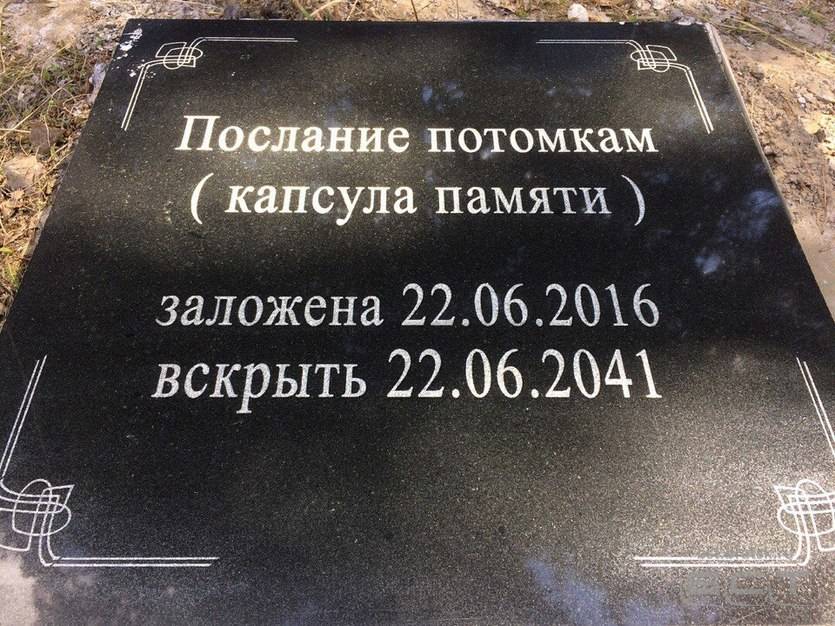 Послание потомкам
( капсула памяти )
заложена 22.06.2016
вскрыть 22.06.2041